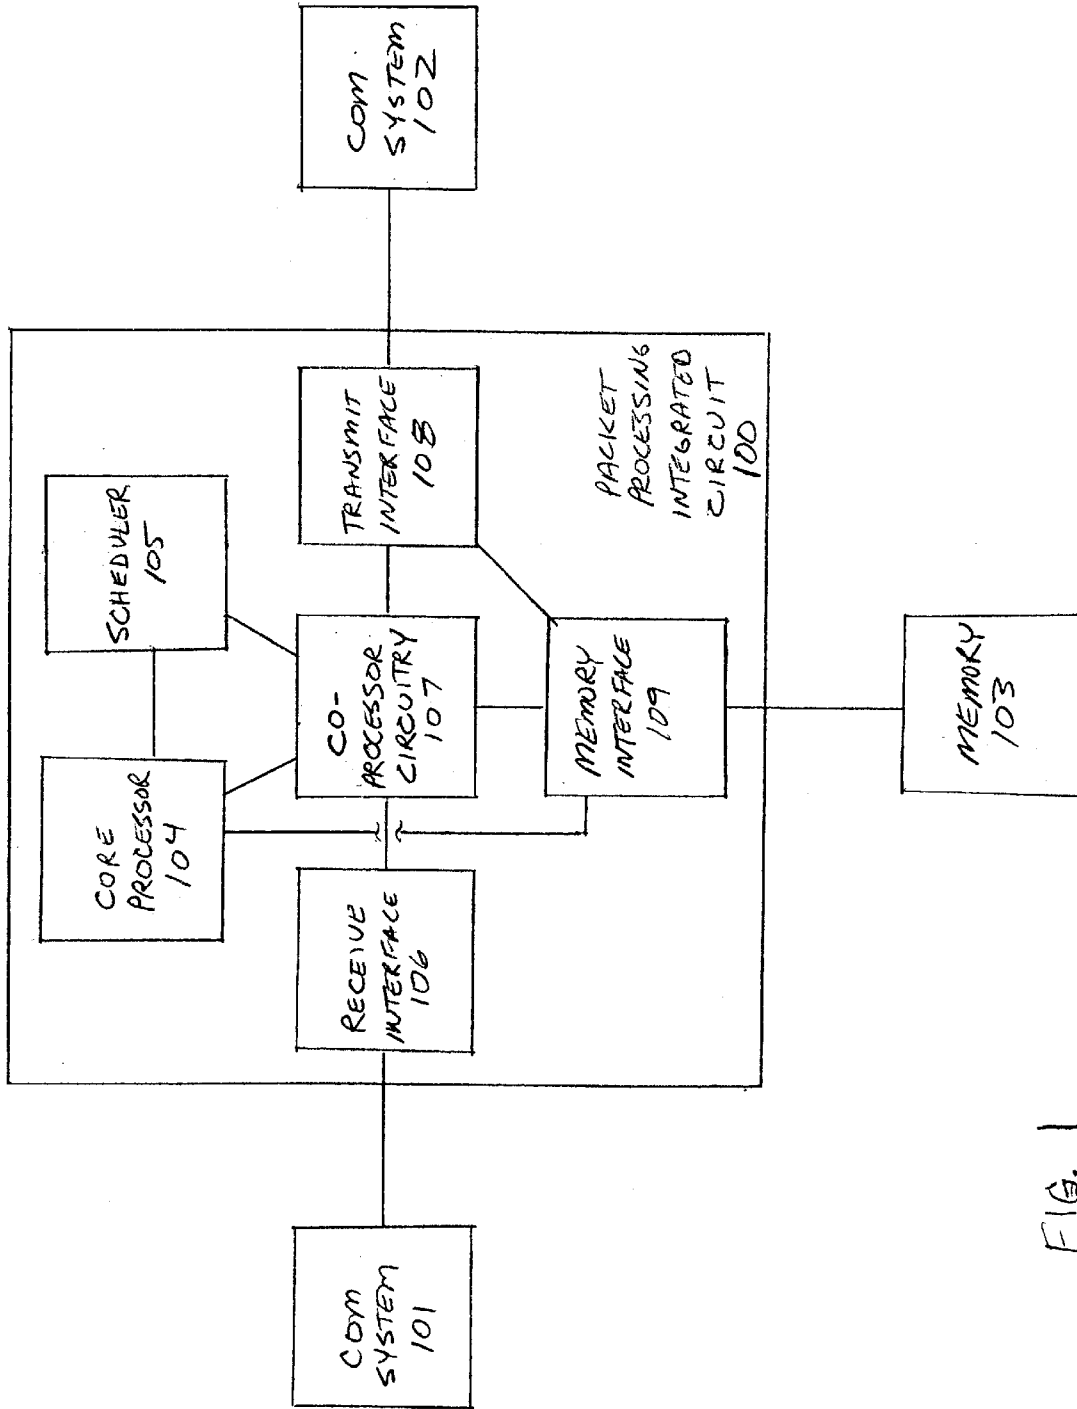 CORE
PROCESSOR
104
SCHEDULER
105
COM
SYSTEM
101
RECEIVE
INTERFACE
106
CO-
PROCESSOR
CIRCUITRY
107
TRANSMIT
INTERFACE
108
COM
SYSTEM
102
MEMORY
INTERFACE
109
PACKET
PROCESSING
INTEGRATED
CIRCUIT
100
MEMORY
103
FIG. 1